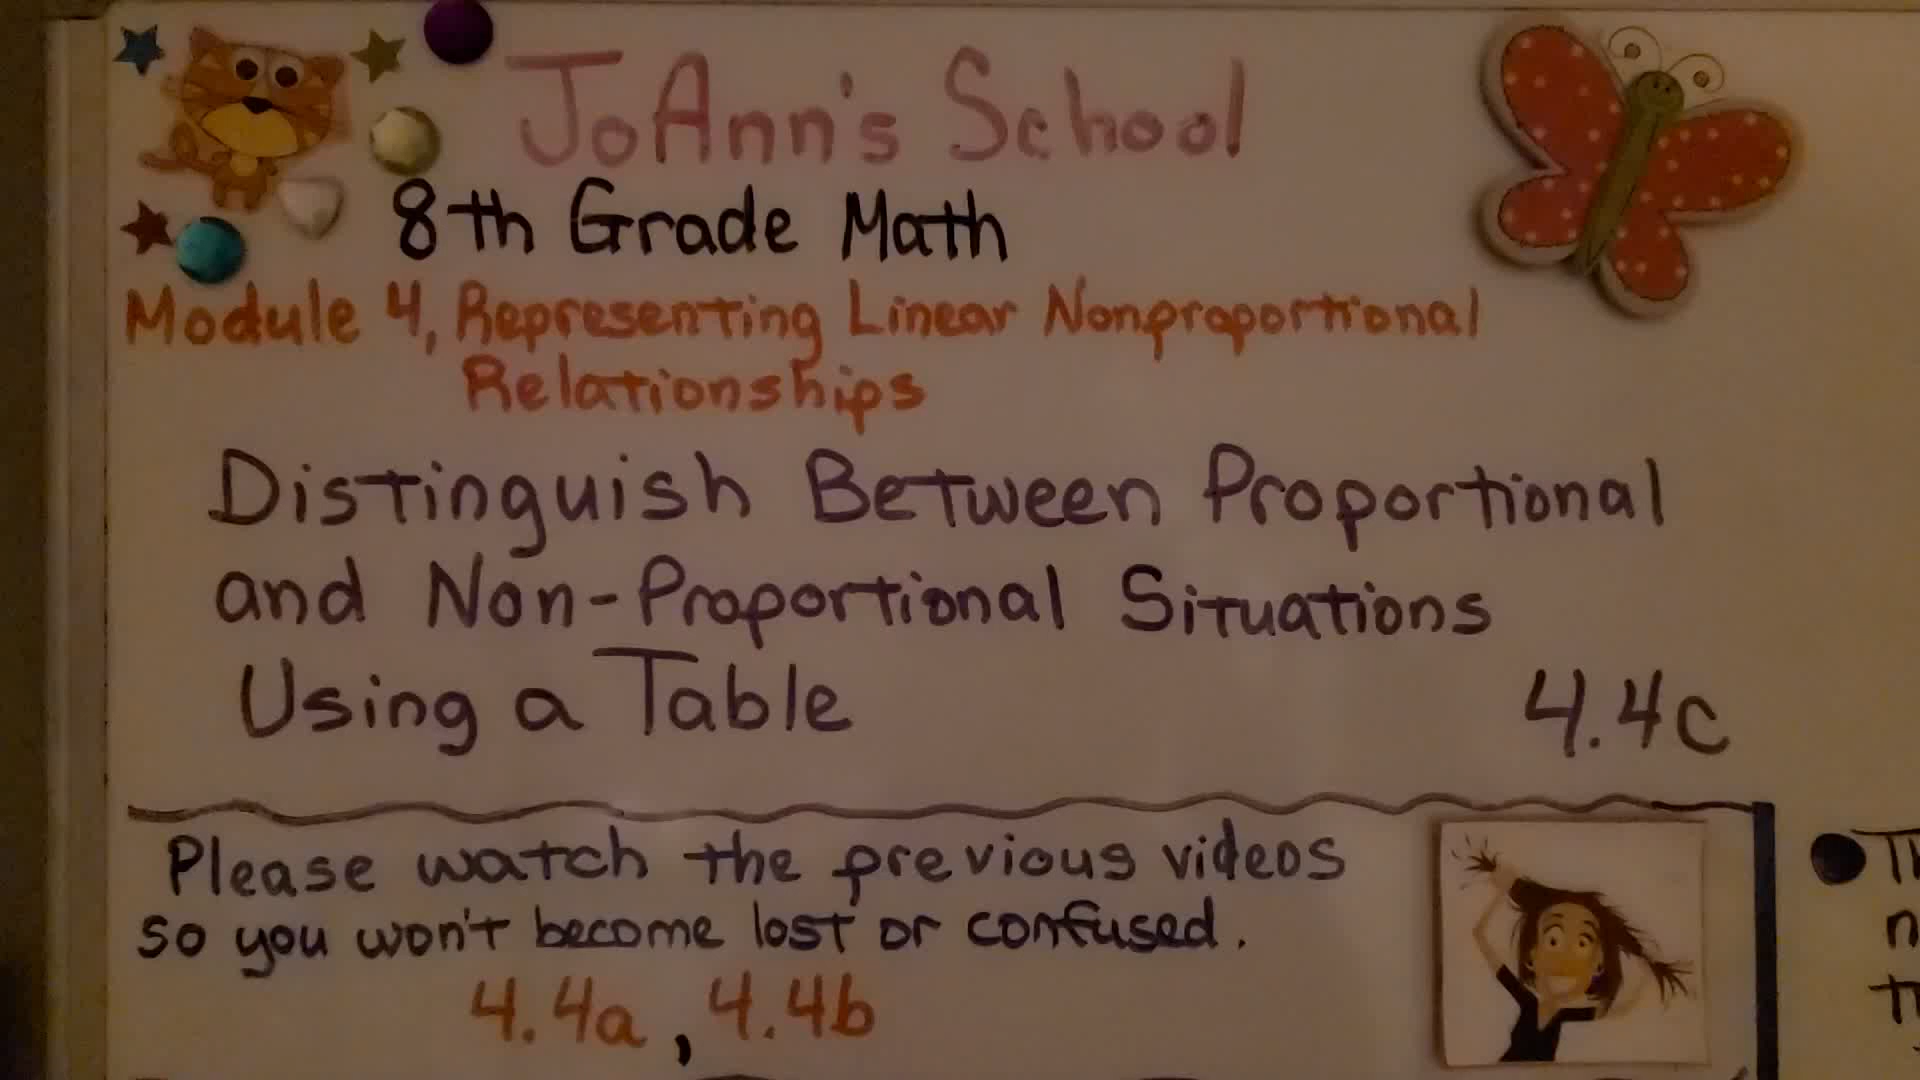 JoAnn's School
8th Grade Math
Module 4, Representing Linear Nonproportional
Relationships
Distinguish Between Proportional
and Non-Proportional Situations
Using a Table
4.4c
Please watch the previous videos
so you won't become lost or confused.
4.4a, 4.4b